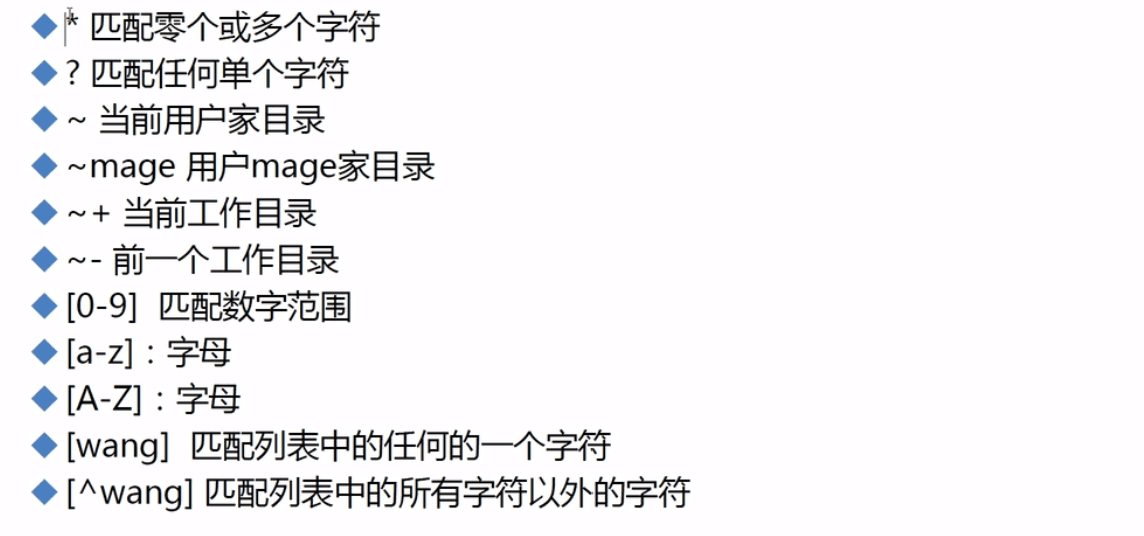 * 匹配零个或多个字符
? 匹配任何单个字符
~ 当前用户家目录
~mage 用户mage家目录
~+ 当前工作目录
~- 前一个工作目录
[0-9] 匹配数字范围
[a-z]：字母
[A-Z]：字母
[wang] 匹配列表中的任何的一个字符
[^wang] 匹配列表中的所有字符以外的字符